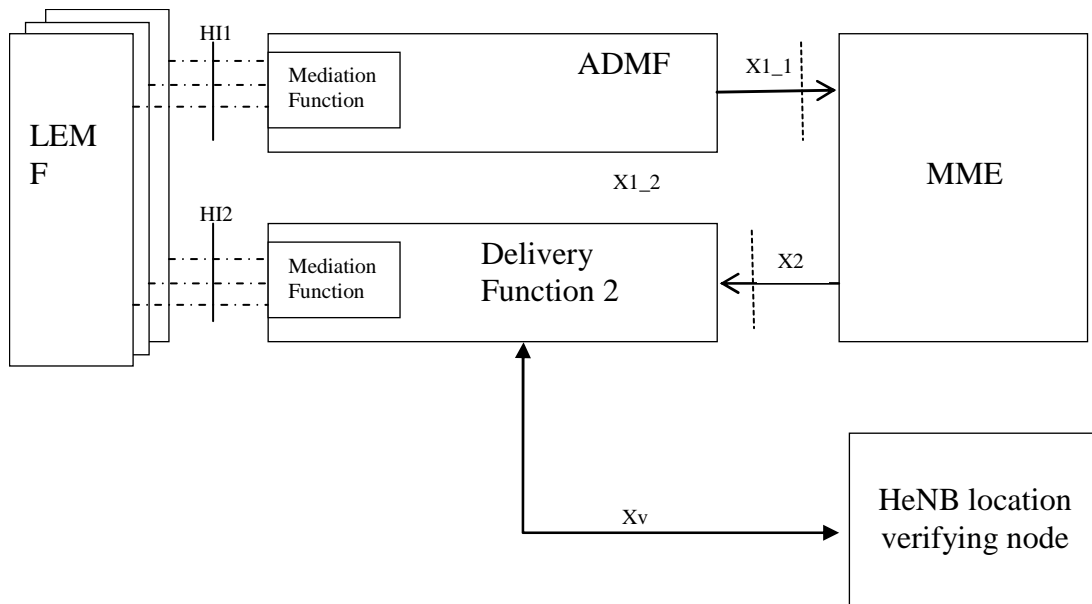 HI1
Mediation
Function
ADMF
X1_1
LEM
F
MME
X1_2
HI2
Mediation
Function
Delivery
Function 2
X2
Xv
HeNB location
verifying node